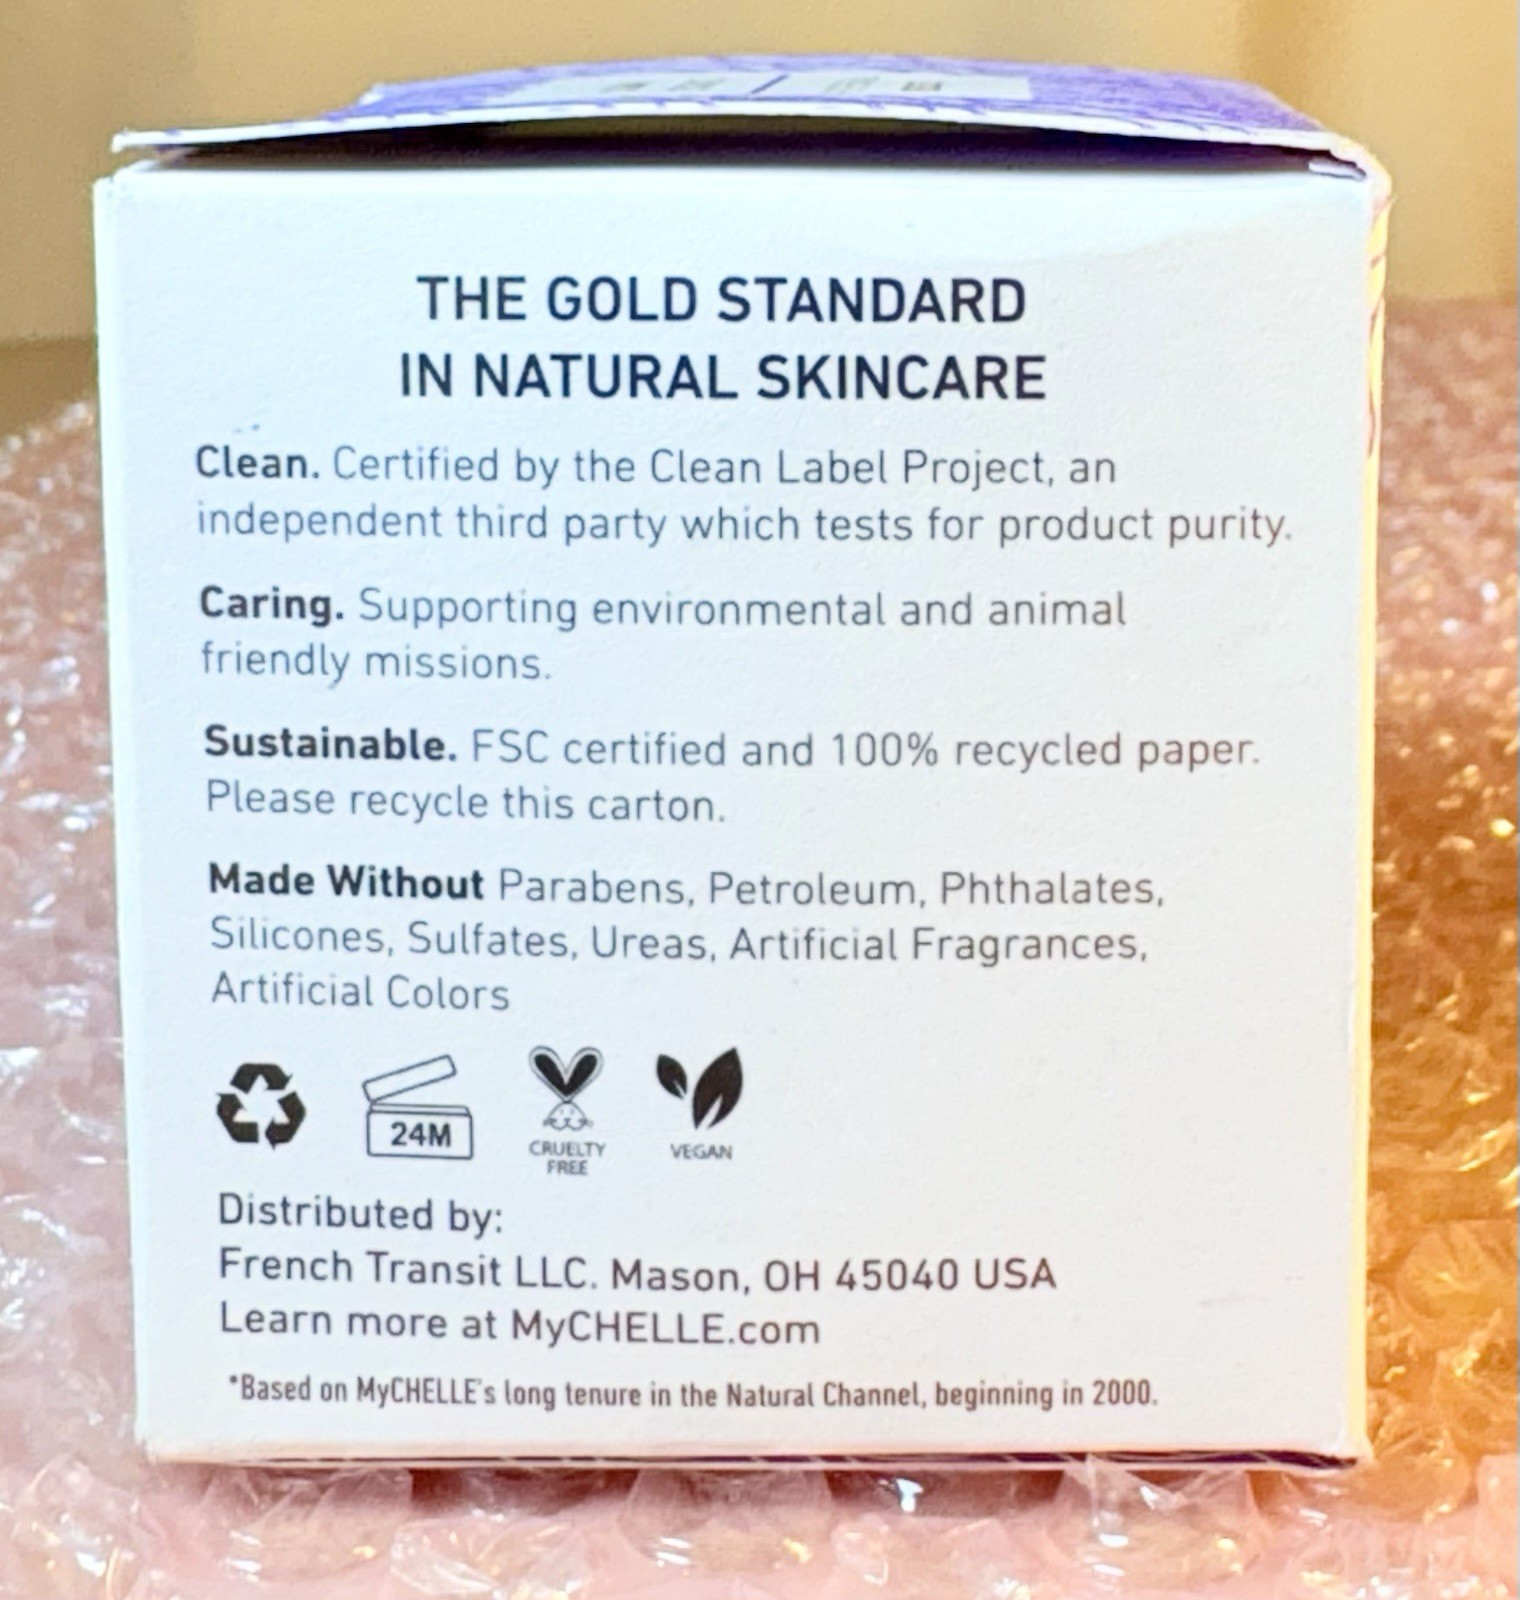 THE GOLD STANDARD
IN NATURAL SKINCARE
Clean. Certified by the Clean Label Project, an
independent third party which tests for product purity.
Caring. Supporting environmental and animal
friendly missions.
Sustainable. FSC certified and 100% recycled paper.
Please recycle this carton.
Made Without Parabens, Petroleum, Phthalates,
Silicones, Sulfates, Ureas, Artificial Fragrances,
Artificial Colors
24M
CRUELTY
FREE
VEGAN
Distributed by:
French Transit LLC. Mason, OH 45040 USA
Learn more at MyCHELLE.com
*Based on MyCHELLE's long tenure in the Natural Channel, beginning in 2000.